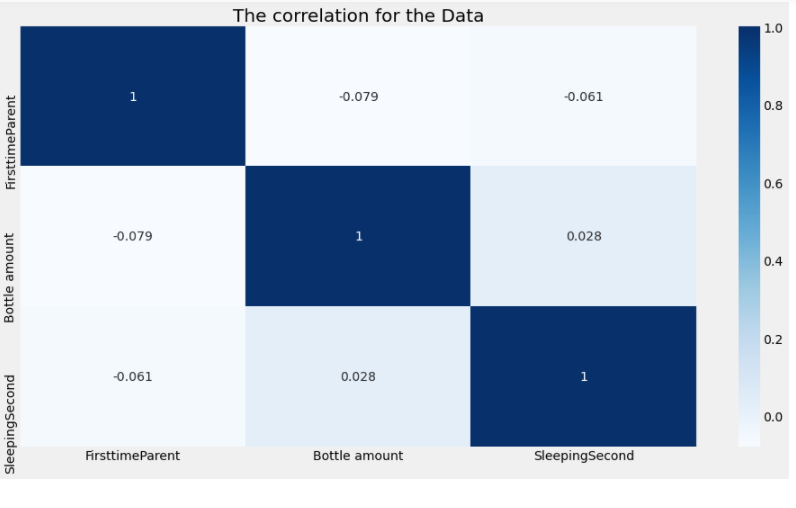 The correlation for the Data
FirsttimeParent
1
-0.079
-0.061
Bottle amount
-0.079
1
0.028
SleepingSecond
-0.061
0.028
1
FirsttimeParent
Bottle amount
SleepingSecond
1.0
0.8
0.6
0.4
0.2
0.0